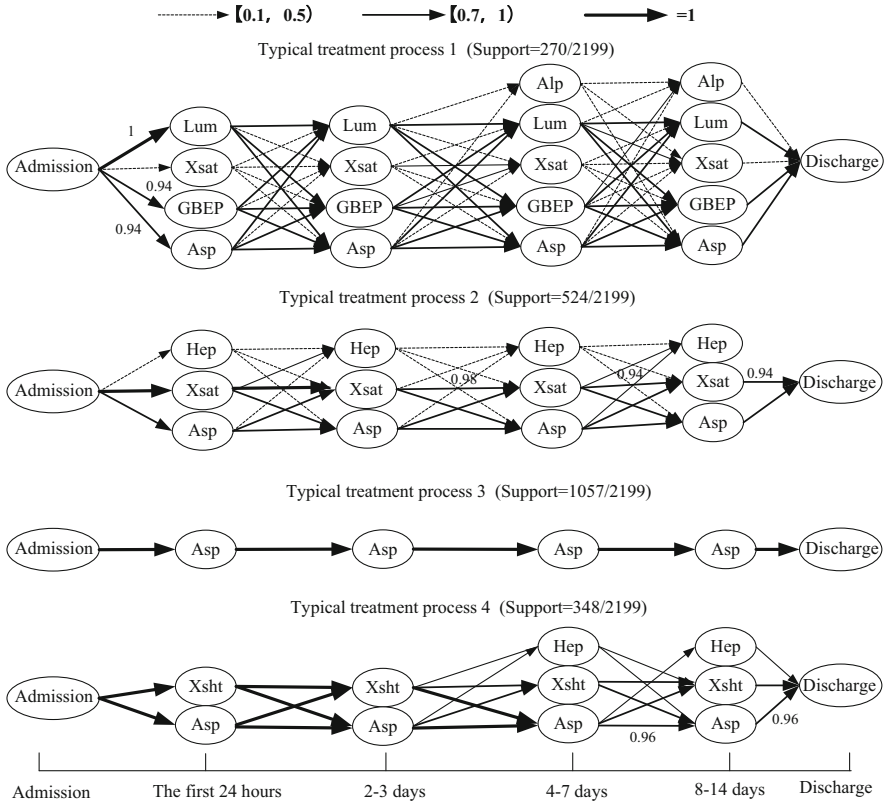 【0.1, 0.5) 【0.7, 1) =1
Typical treatment process 1 (Support=270/2199)
Alp Alp
1 Lum Lum Lum Lum
Admission Xsat Xsat Xsat Xsat Discharge
0.94 GBEP GBEP GBEP GBEP
0.94 Asp Asp Asp Asp
Typical treatment process 2 (Support=524/2199)
Hep Hep Hep Hep
0.98 0.94 0.94
Admission Xsat Xsat Xsat Xsat Discharge
Asp Asp Asp Asp
Typical treatment process 3 (Support=1057/2199)
Admission Asp Asp Asp Asp Discharge
Typical treatment process 4 (Support=348/2199)
Hep Hep
Admission Xsht Xsht Xsht Xsht Discharge
Asp Asp Asp Asp
0.96 0.96
Admission The first 24 hours 2-3 days 4-7 days 8-14 days Discharge